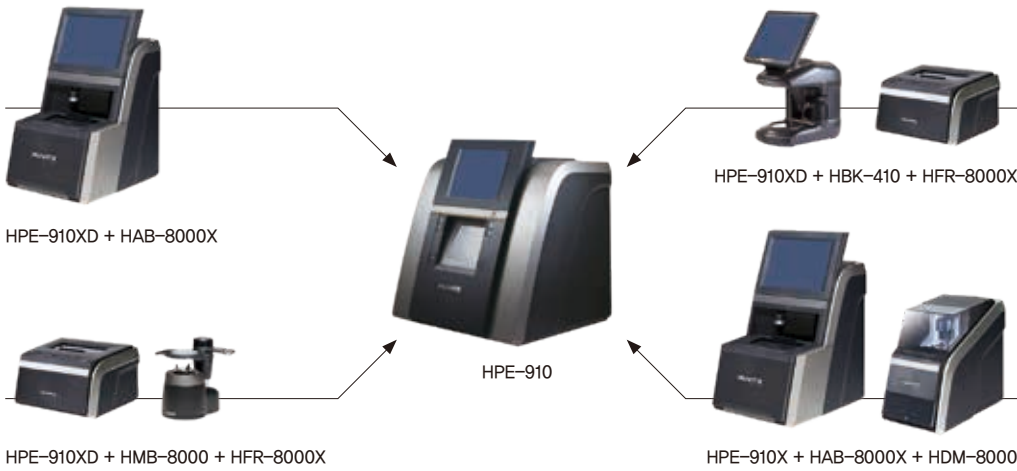 HPE-910XD + HAB-8000X
HPE-910XD + HBK-410 + HFR-8000X
HPE-910
HPE-910XD + HMB-8000 + HFR-8000X
HPE-910X + HAB-8000X + HDM-8000